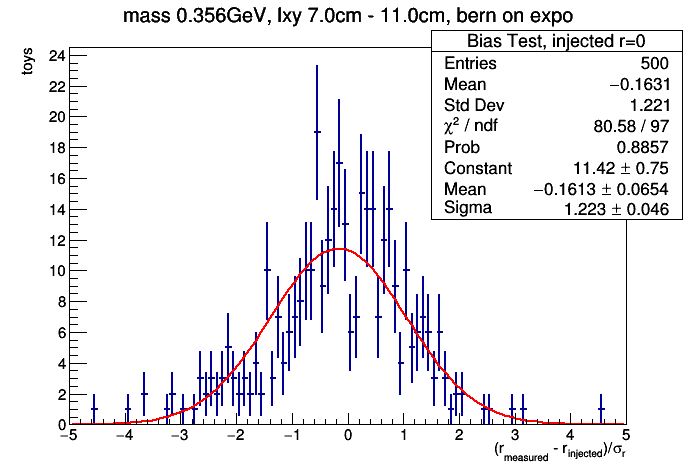 mass 0.356GeV, lxy 7.0cm - 11.0cm, bern on expo
Bias Test, injected r=0
Entries 500
Mean −0.1631
Std Dev 1.221
χ² / ndf 80.58 / 97
Prob 0.8857
Constant 11.42 ± 0.75
Mean −0.1613 ± 0.0654
Sigma 1.223 ± 0.046
toys
24
22
20
18
16
14
12
10
8
6
4
2
0
−5 −4 −3 −2 −1 0 1 2 3 4 5
(r_measured - r_injected)/σ_r